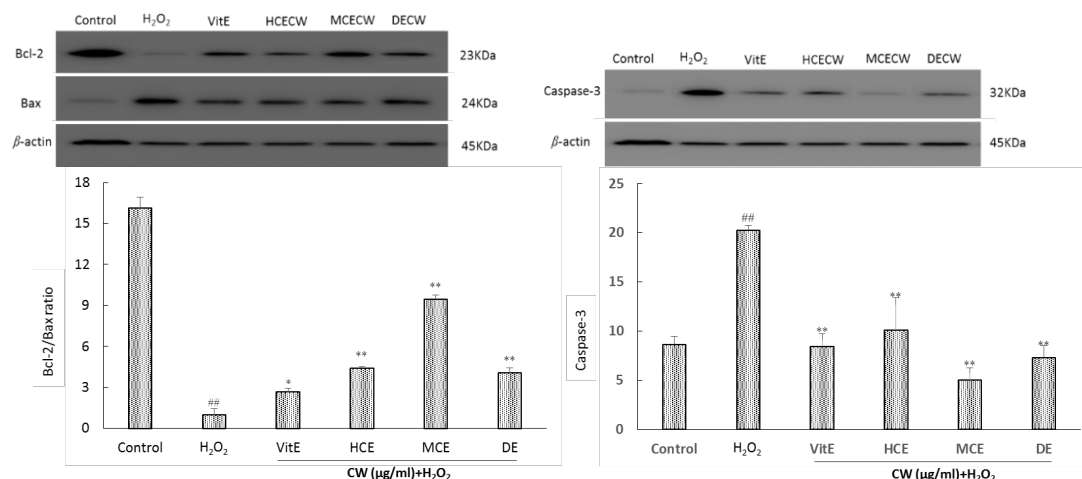 Control H₂O₂ VitE HCECW MCECW DECW
Bcl-2 23KDa
Bax 24KDa
β-actin 45KDa
18
15
12
9
6
3
0
Bcl-2/Bax ratio
##
*
**
**
**
Control H₂O₂ VitE HCE MCE DE
CW (µg/ml)+H₂O₂
Control H₂O₂ VitE HCECW MCECW DECW
Caspase-3 32KDa
β-actin 45KDa
25
20
15
10
5
0
Caspase-3
##
**
**
**
**
Control H₂O₂ VitE HCE MCE DE
CW (µg/ml)+H₂O₂